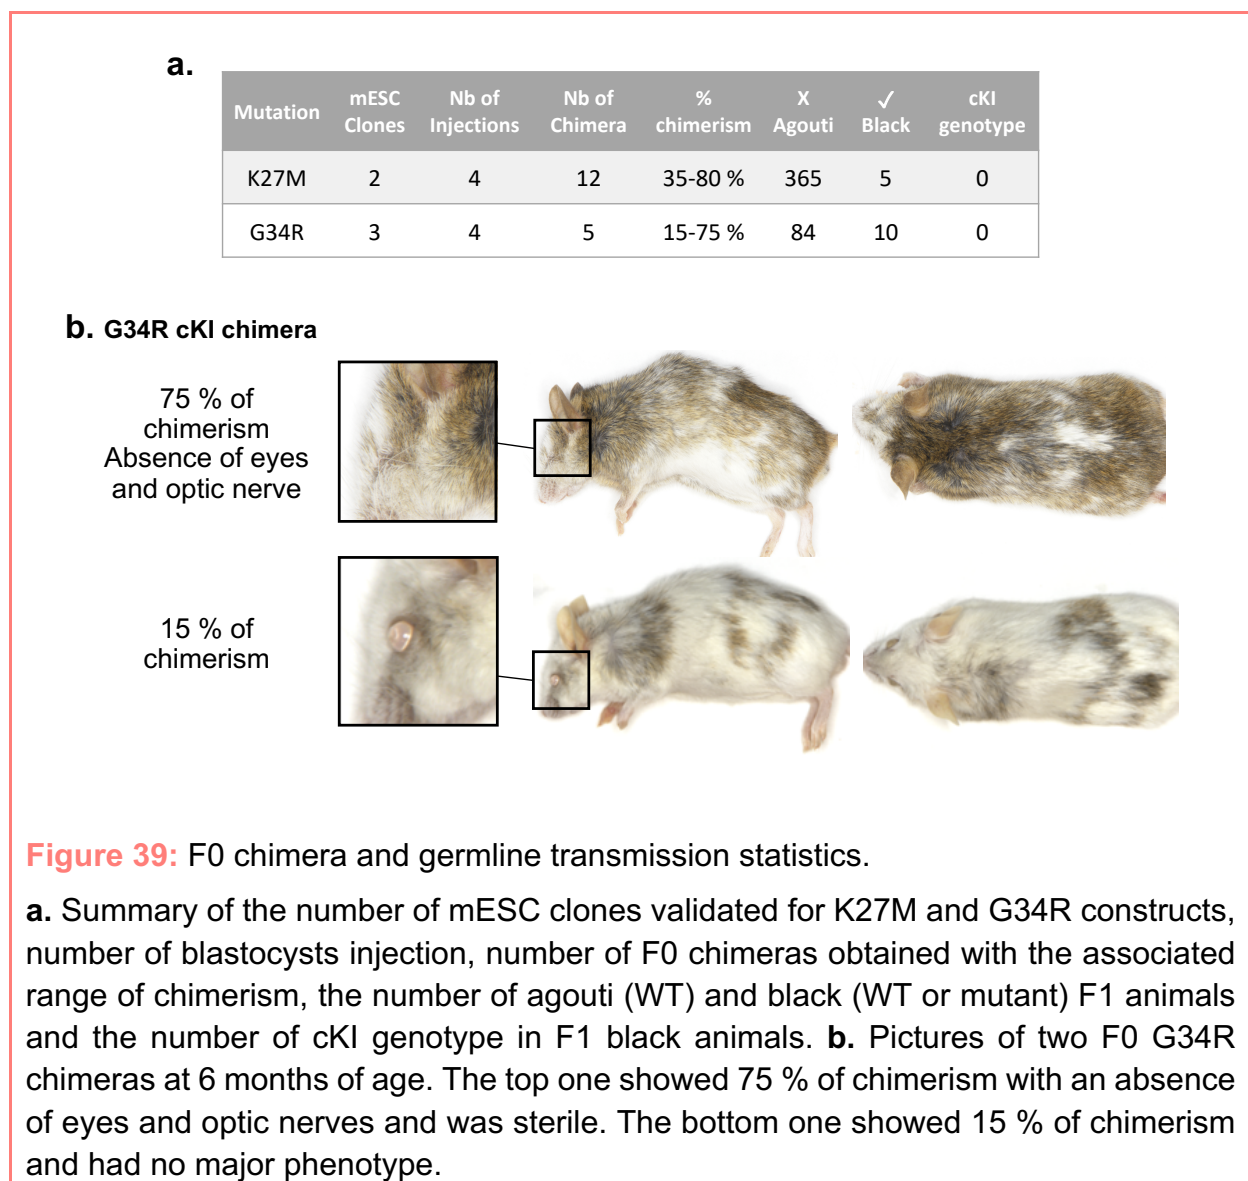 a.
Mutation mESC Clones Nb of Injections Nb of Chimera % chimerism X Agouti ✓ Black cKI genotype
K27M 2 4 12 35-80 % 365 5 0
G34R 3 4 5 15-75 % 84 10 0
b. G34R cKI chimera
75 % of
chimerism
Absence of eyes
and optic nerve
15 % of
chimerism
Figure 39: F0 chimera and germline transmission statistics.
a. Summary of the number of mESC clones validated for K27M and G34R constructs,
number of blastocysts injection, number of F0 chimeras obtained with the associated
range of chimerism, the number of agouti (WT) and black (WT or mutant) F1 animals
and the number of cKI genotype in F1 black animals. b. Pictures of two F0 G34R
chimeras at 6 months of age. The top one showed 75 % of chimerism with an absence
of eyes and optic nerves and was sterile. The bottom one showed 15 % of chimerism
and had no major phenotype.